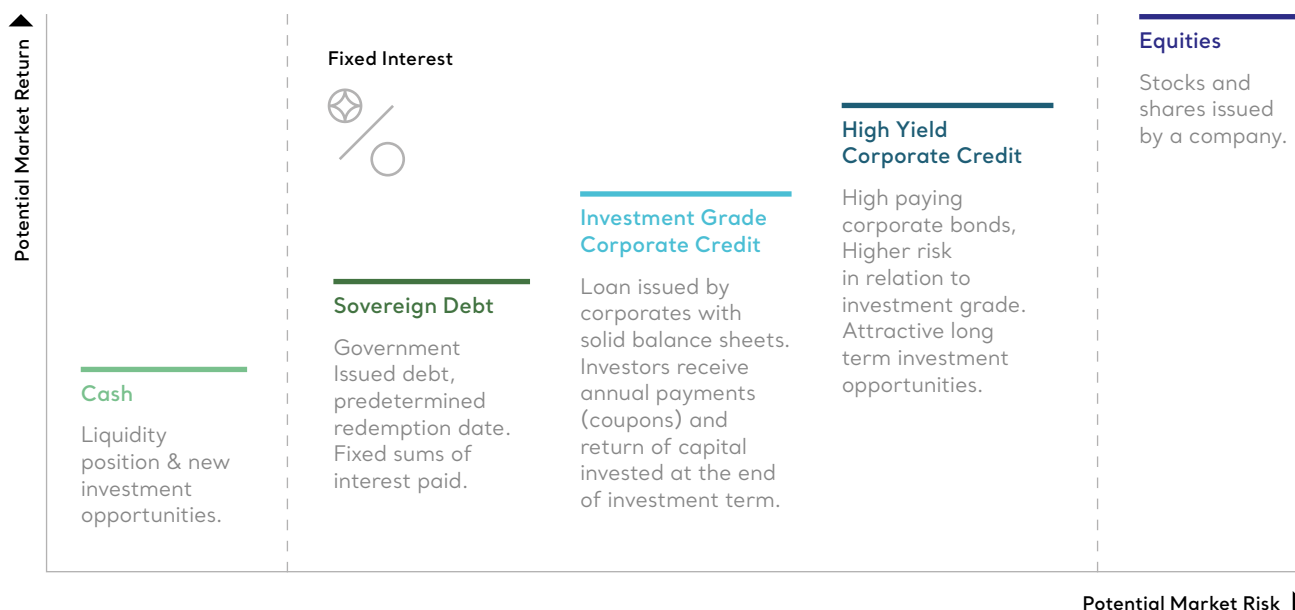 Potential Market Return
Fixed Interest
Cash
Liquidity
position & new
investment
opportunities.
Sovereign Debt
Government
Issued debt,
predetermined
redemption date.
Fixed sums of
interest paid.
Investment Grade
Corporate Credit
Loan issued by
corporates with
solid balance sheets.
Investors receive
annual payments
(coupons) and
return of capital
invested at the end
of investment term.
High Yield
Corporate Credit
High paying
corporate bonds,
Higher risk
in relation to
investment grade.
Attractive long
term investment
opportunities.
Equities
Stocks and
shares issued
by a company.
Potential Market Risk